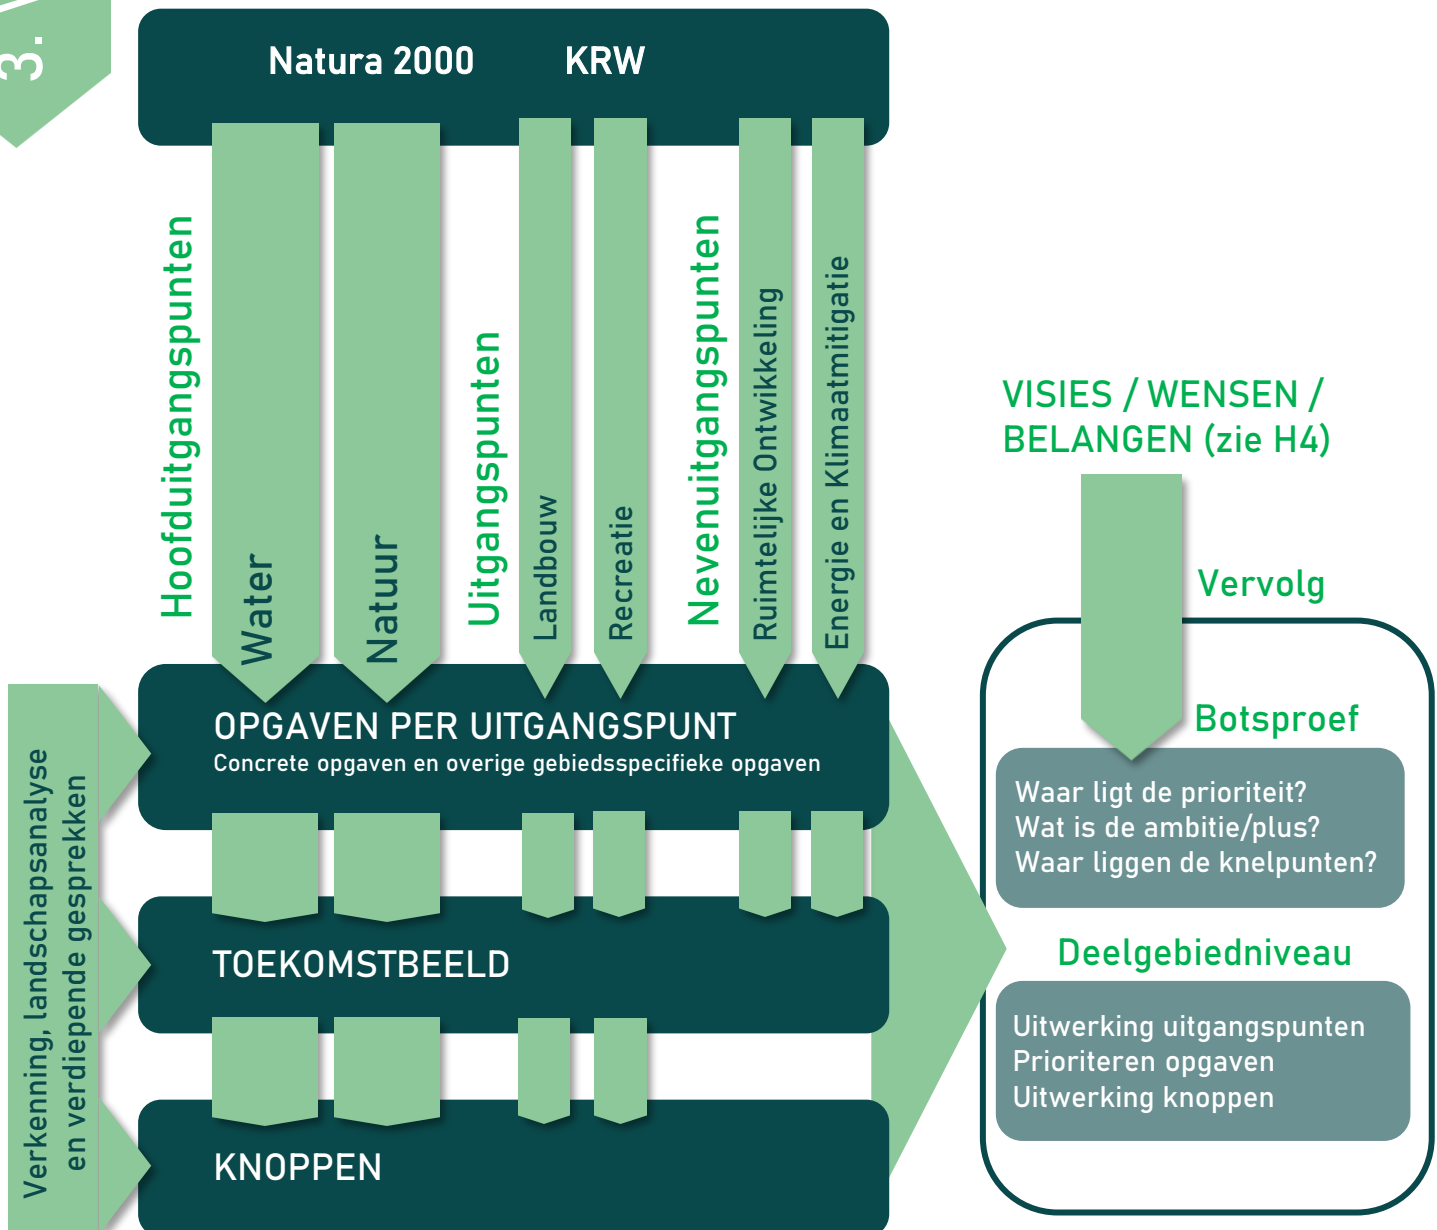 3.
Natura 2000 KRW
Hoofduitgangspunten
Water
Natuur
Uitgangspunten
Landbouw
Recreatie
Nevenuitgangspunten
Ruimtelijke Ontwikkeling
Energie en Klimaatmitigatie
Verkenning, landschapsanalyse
en verdiepende gesprekken
OPGAVEN PER UITGANGSPUNT
Concrete opgaven en overige gebiedsspecifieke opgaven
TOEKOMSTBEELD
KNOPPEN
VISIES / WENSEN /
BELANGEN (zie H4)
Vervolg
Botsproef
Waar ligt de prioriteit?
Wat is de ambitie/plus?
Waar liggen de knelpunten?
Deelgebiedniveau
Uitwerking uitgangspunten
Prioriteren opgaven
Uitwerking knoppen